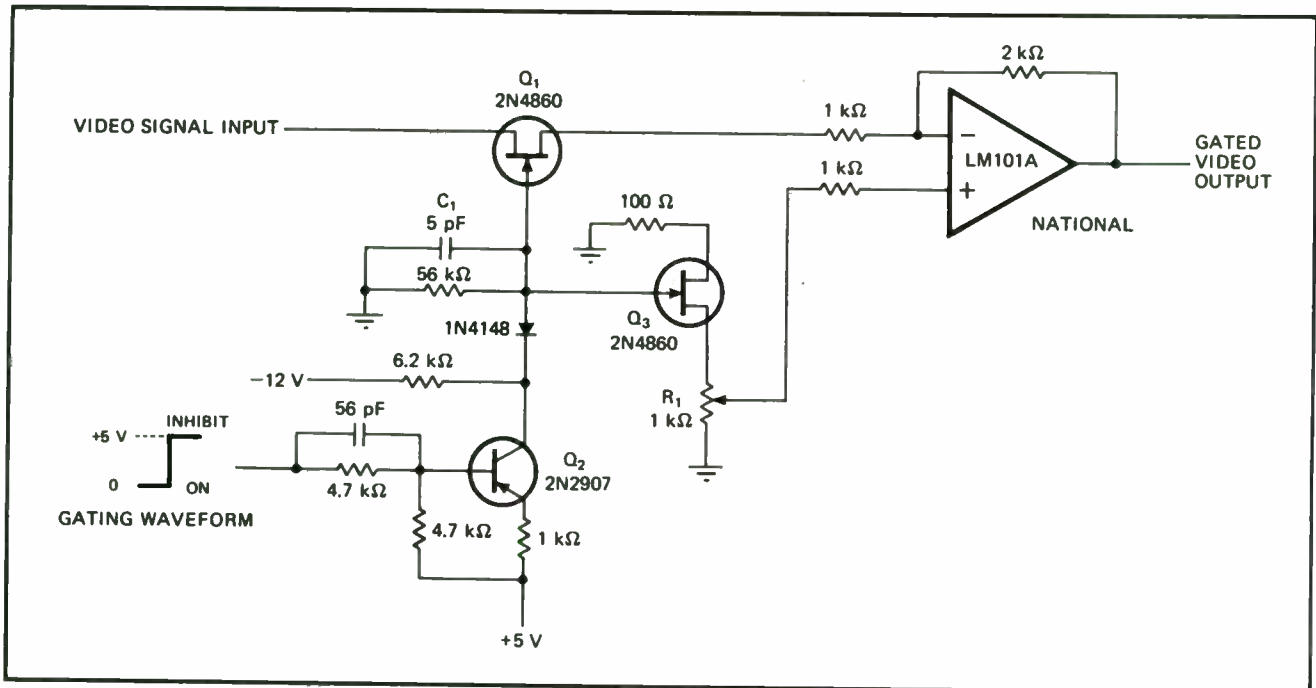 2 kΩ
Q₁
2N4860
VIDEO SIGNAL INPUT
1 kΩ
−
LM101A
GATED
VIDEO
OUTPUT
1 kΩ
+
NATIONAL
C₁
5 pF
100 Ω
56 kΩ
Q₃
2N4860
1N4148
6.2 kΩ
−12 V
R₁
1 kΩ
56 pF
INHIBIT
+5 V
0
ON
4.7 kΩ
Q₂
2N2907
GATING WAVEFORM
4.7 kΩ
1 kΩ
+5 V